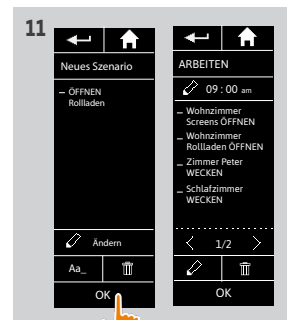 11
Neues Szenario
– ÖFFNEN
Rollladen
Ändern
Aa_
OK
ARBEITEN
09 : 00 am
– Wohnzimmer
Screens ÖFFNEN
– Wohnzimmer
Rollladen ÖFFNEN
– Zimmer Peter
WECKEN
– Schlafzimmer
WECKEN
< 1/2 >
OK